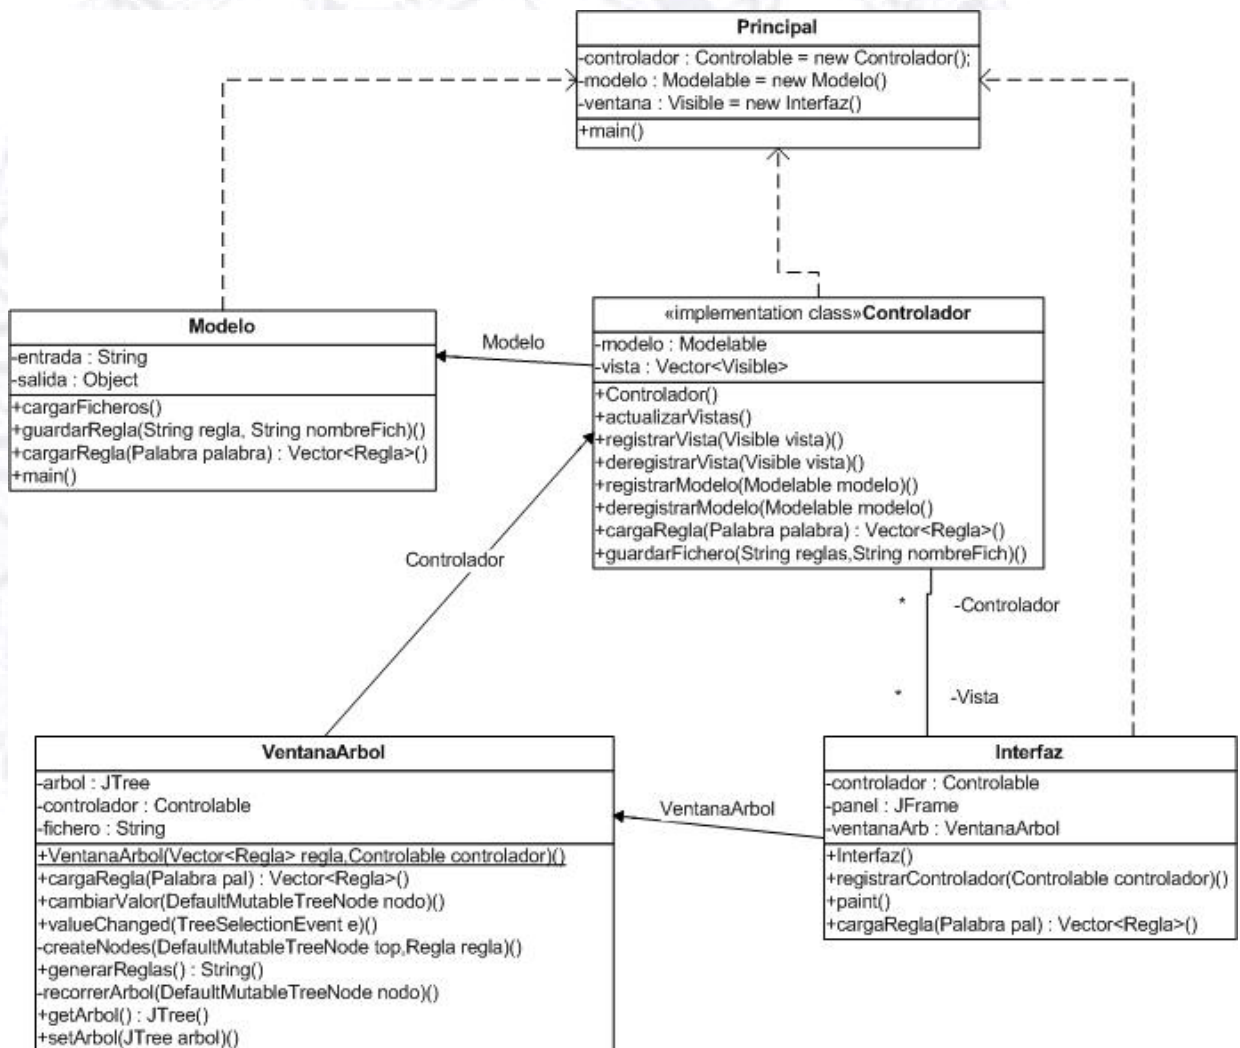 Principal
-controlador : Controlable = new Controlador();
-modelo : Modelable = new Modelo()
-ventana : Visible = new Interfaz()
+main()
Modelo
-entrada : String
-salida : Object
+cargarFicheros()
+guardarRegla(String regla, String nombreFich)()
+cargarRegla(Palabra palabra) : Vector<Regla>()
+main()
Modelo
«implementation class»Controlador
-modelo : Modelable
-vista : Vector<Visible>
+Controlador()
+actualizarVistas()
+registrarVista(Visible vista)()
+deregistrarVista(Visible vista)()
+registrarModelo(Modelable modelo)()
+deregistrarModelo(Modelable modelo()
+cargaRegla(Palabra palabra) : Vector<Regla>()
+guardarFichero(String reglas,String nombreFich)()
Controlador
* -Controlador
* -Vista
VentanaArbol
-arbol : JTree
-controlador : Controlable
-fichero : String
+VentanaArbol(Vector<Regla> regla,Controlable controlador)()
+cargaRegla(Palabra pal) : Vector<Regla>()
+cambiarValor(DefaultMutableTreeNode nodo)()
+valueChanged(TreeSelectionEvent e)()
-createNodes(DefaultMutableTreeNode top,Regla regla)()
+generarReglas() : String()
-recorrerArbol(DefaultMutableTreeNode nodo)()
+getArbol() : JTree()
+setArbol(JTree arbol)()
VentanaArbol
Interfaz
-controlador : Controlable
-panel : JFrame
-ventanaArb : VentanaArbol
+Interfaz()
+registrarControlador(Controlable controlador)()
+paint()
+cargaRegla(Palabra pal) : Vector<Regla>()